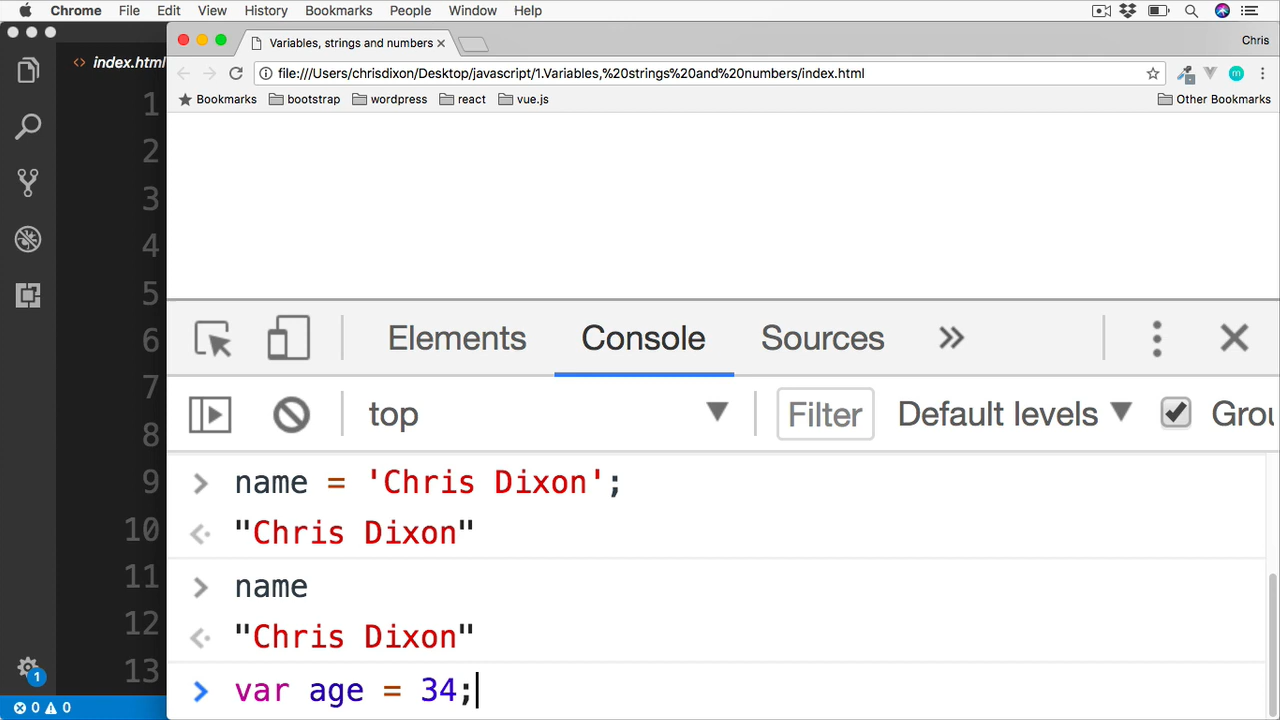 Chrome File Edit View History Bookmarks People Window Help
Variables, strings and numbers
Chris
file:///Users/chrisdixon/Desktop/javascript/1.Variables,%20strings%20and%20numbers/index.html
m
Bookmarks bootstrap wordpress react vue.js Other Bookmarks
<> index.html
1
2
3
4
5
6
7
8
9
10
11
12
13
Elements Console Sources »
top Filter Default levels Grou
> name = 'Chris Dixon';
"Chris Dixon"
> name
"Chris Dixon"
> var age = 34;
1
0 0